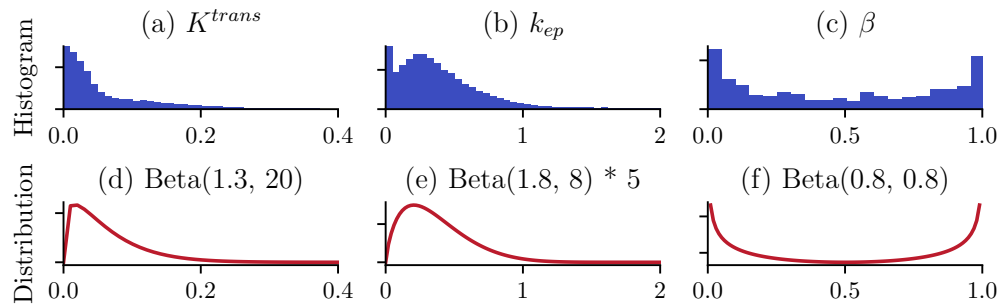 (a) K^{trans}
(b) k_{ep}
(c) β
Histogram
0.0 0.2 0.4
0 1 2
0.0 0.5 1.0
(d) Beta(1.3, 20)
(e) Beta(1.8, 8) * 5
(f) Beta(0.8, 0.8)
Distribution
0.0 0.2 0.4
0 1 2
0.0 0.5 1.0